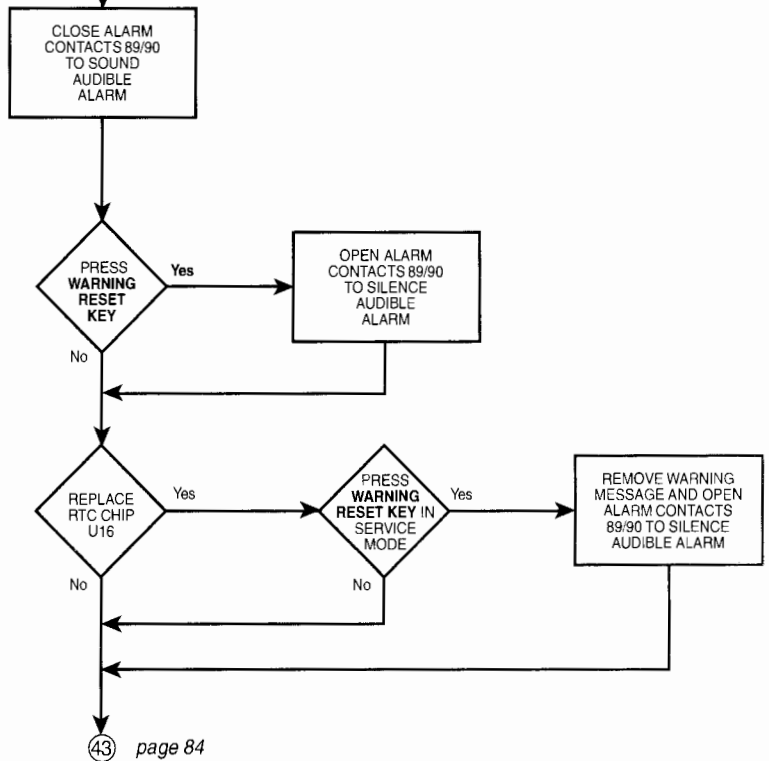 CLOSE ALARM
CONTACTS 89/90
TO SOUND
AUDIBLE
ALARM
PRESS
WARNING
RESET
KEY
Yes
No
OPEN ALARM
CONTACTS 89/90
TO SILENCE
AUDIBLE
ALARM
REPLACE
RTC CHIP
U16
Yes
No
PRESS
WARNING
RESET KEY IN
SERVICE
MODE
Yes
No
REMOVE WARNING
MESSAGE AND OPEN
ALARM CONTACTS
89/90 TO SILENCE
AUDIBLE ALARM
43 page 84